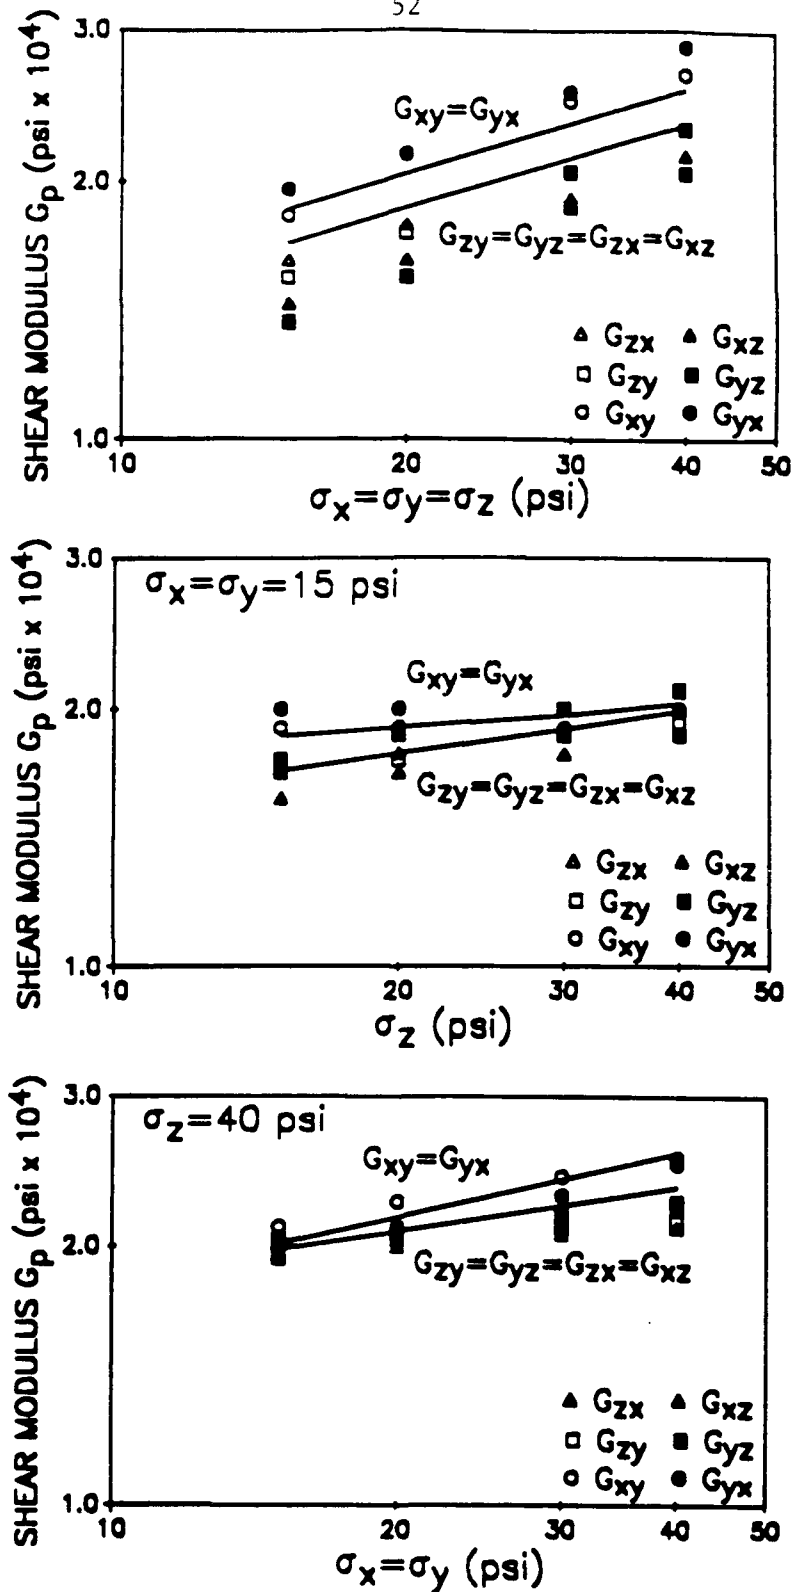 52
SHEAR MODULUS Gp (psi x 10⁴)
3.0
2.0
1.0
Gxy=Gyx
Gzy=Gyz=Gzx=Gxz
△ Gzx ▲ Gxz
□ Gzy ■ Gyz
○ Gxy ● Gyx
10 20 30 40 50
σx=σy=σz (psi)
SHEAR MODULUS Gp (psi x 10⁴)
3.0
2.0
1.0
σx=σy=15 psi
Gxy=Gyx
Gzy=Gyz=Gzx=Gxz
△ Gzx ▲ Gxz
□ Gzy ■ Gyz
○ Gxy ● Gyx
10 20 30 40 50
σz (psi)
SHEAR MODULUS Gp (psi x 10⁴)
3.0
2.0
1.0
σz=40 psi
Gxy=Gyx
Gzy=Gyz=Gzx=Gxz
▲ Gzx ▲ Gxz
□ Gzy ■ Gyz
○ Gxy ● Gyx
10 20 30 40 50
σx=σy (psi)